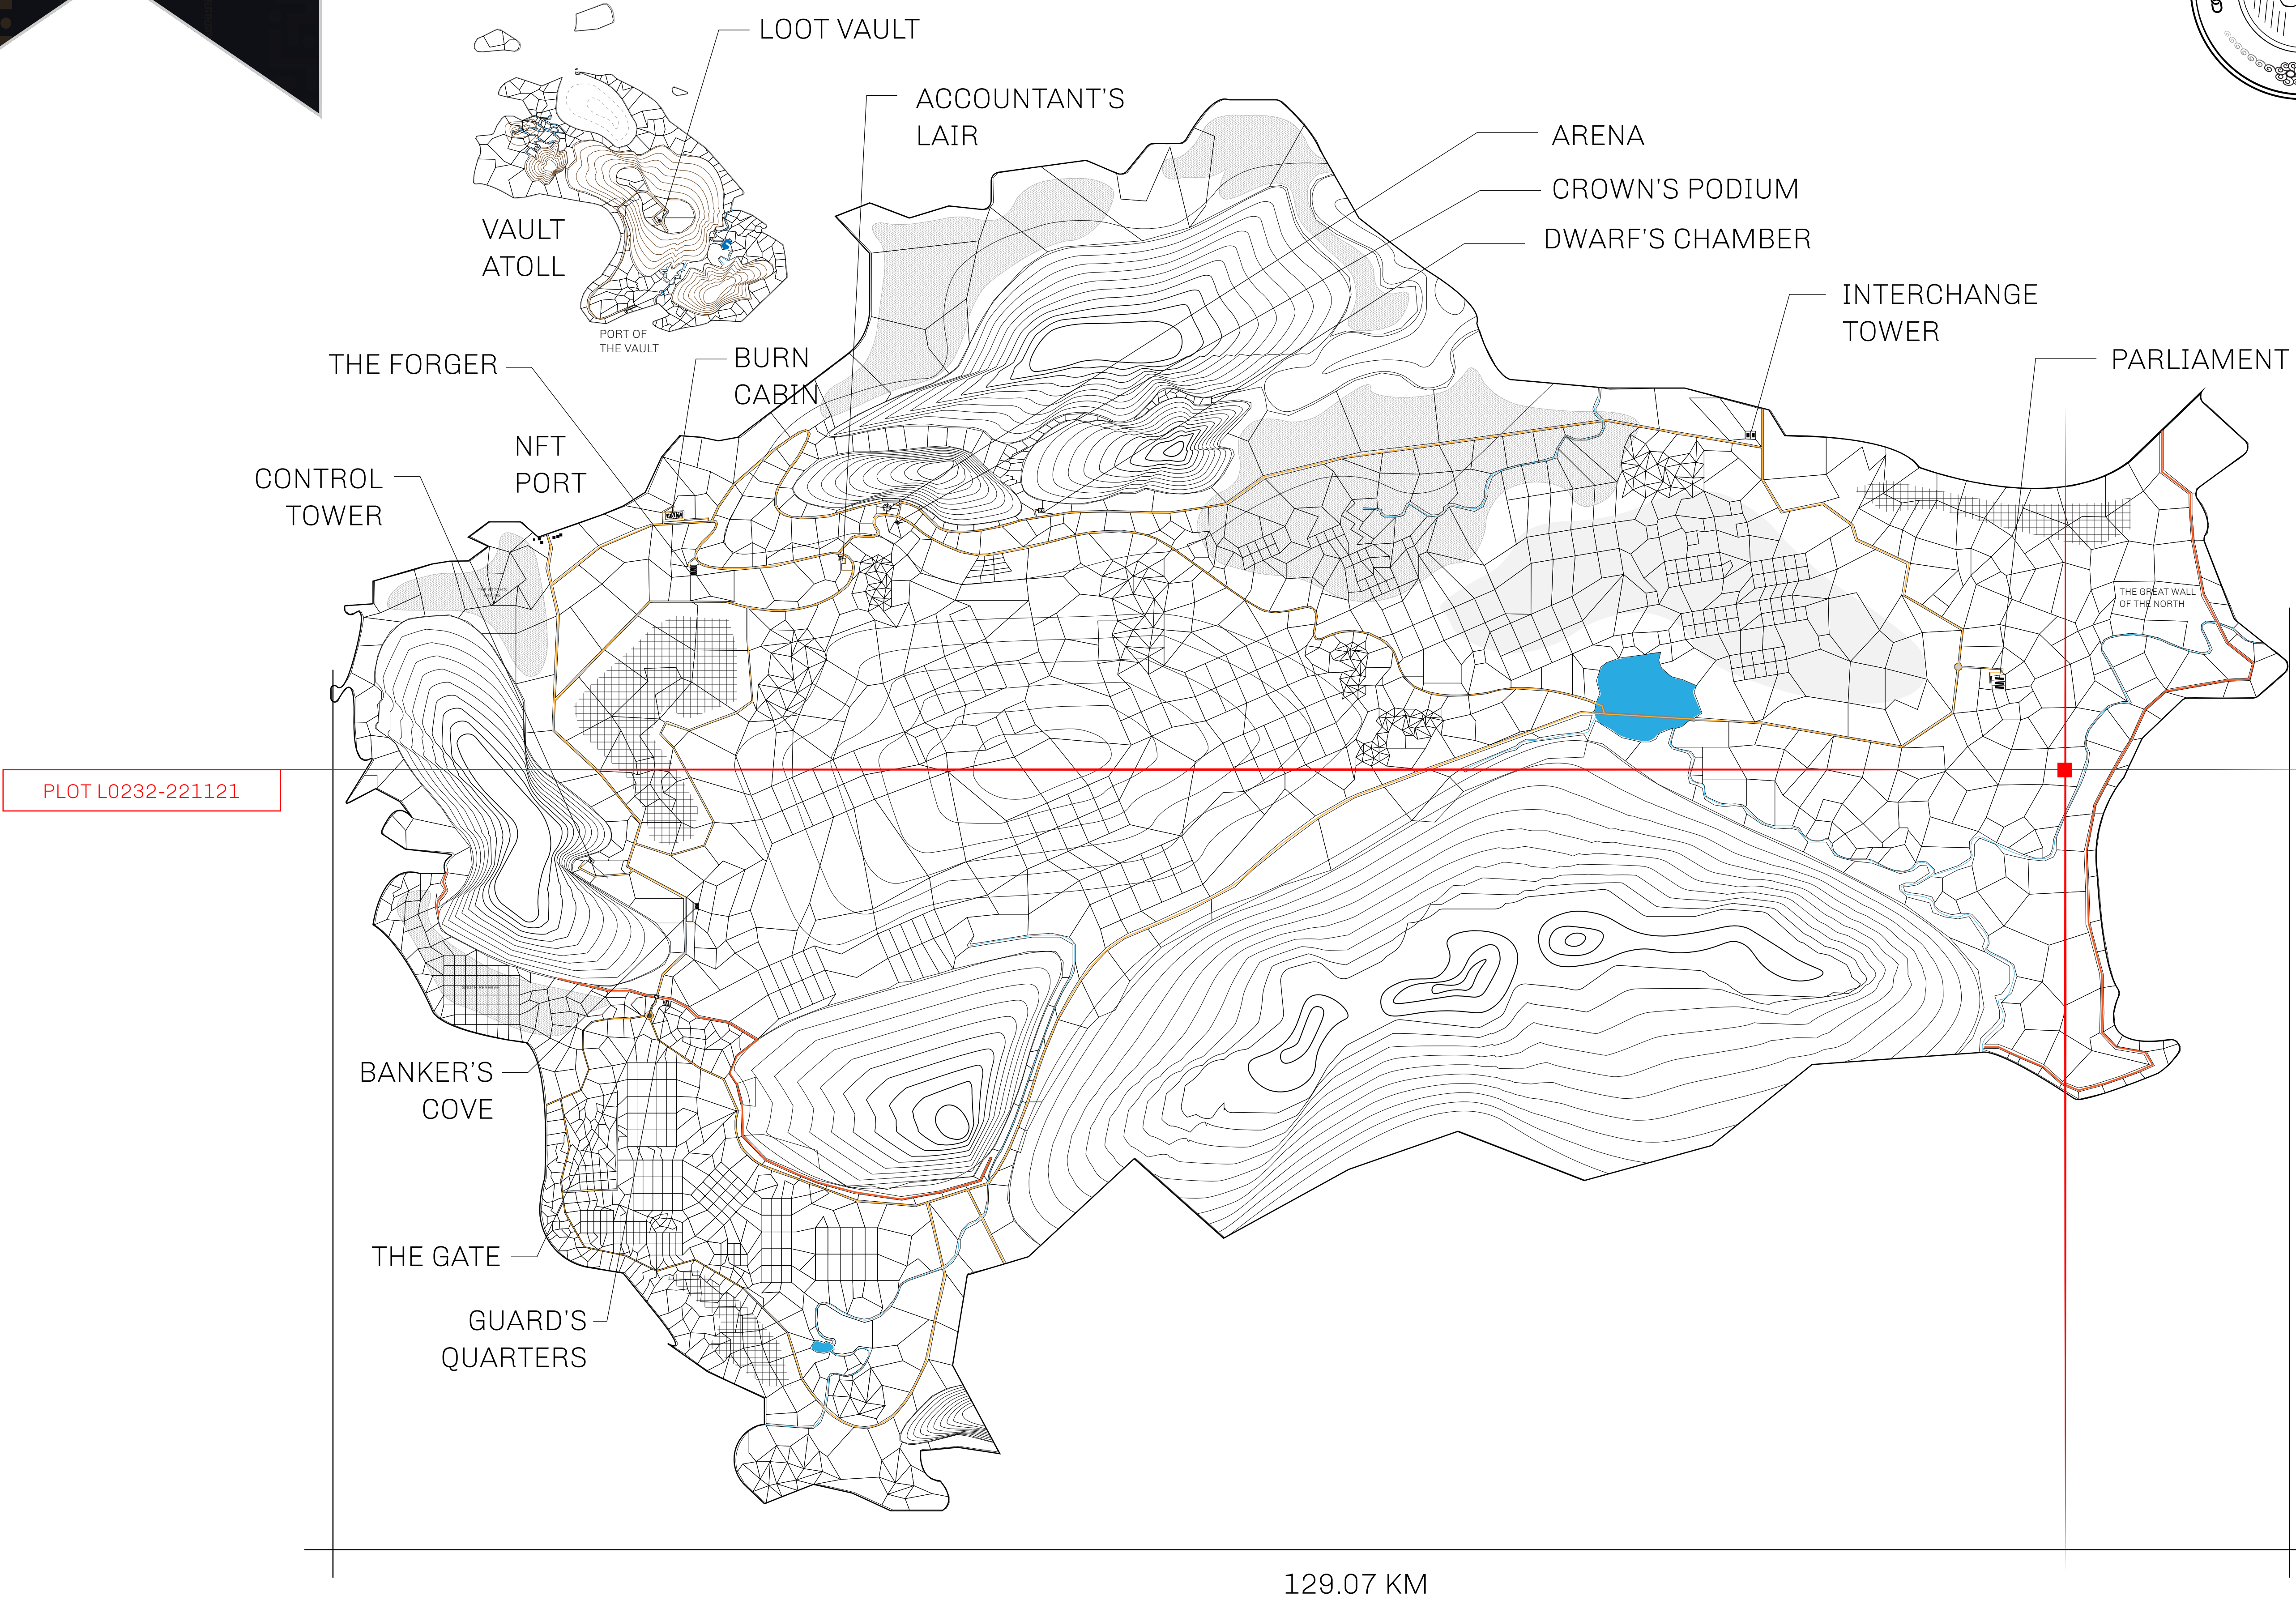 LOOT VAULT
ACCOUNTANT'S
LAIR
ARENA
CROWN'S PODIUM
DWARF'S CHAMBER
VAULT
ATOLL
INTERCHANGE
TOWER
PORT OF
THE VAULT
PARLIAMENT
THE FORGER
BURN
CABIN
NFT
PORT
CONTROL
TOWER
THE GREAT WALL
OF THE NORTH
PLOT L0232-221121
SOUTH RESERVE
BANKER'S
COVE
THE GATE
GUARD'S
QUARTERS
129.07 KM